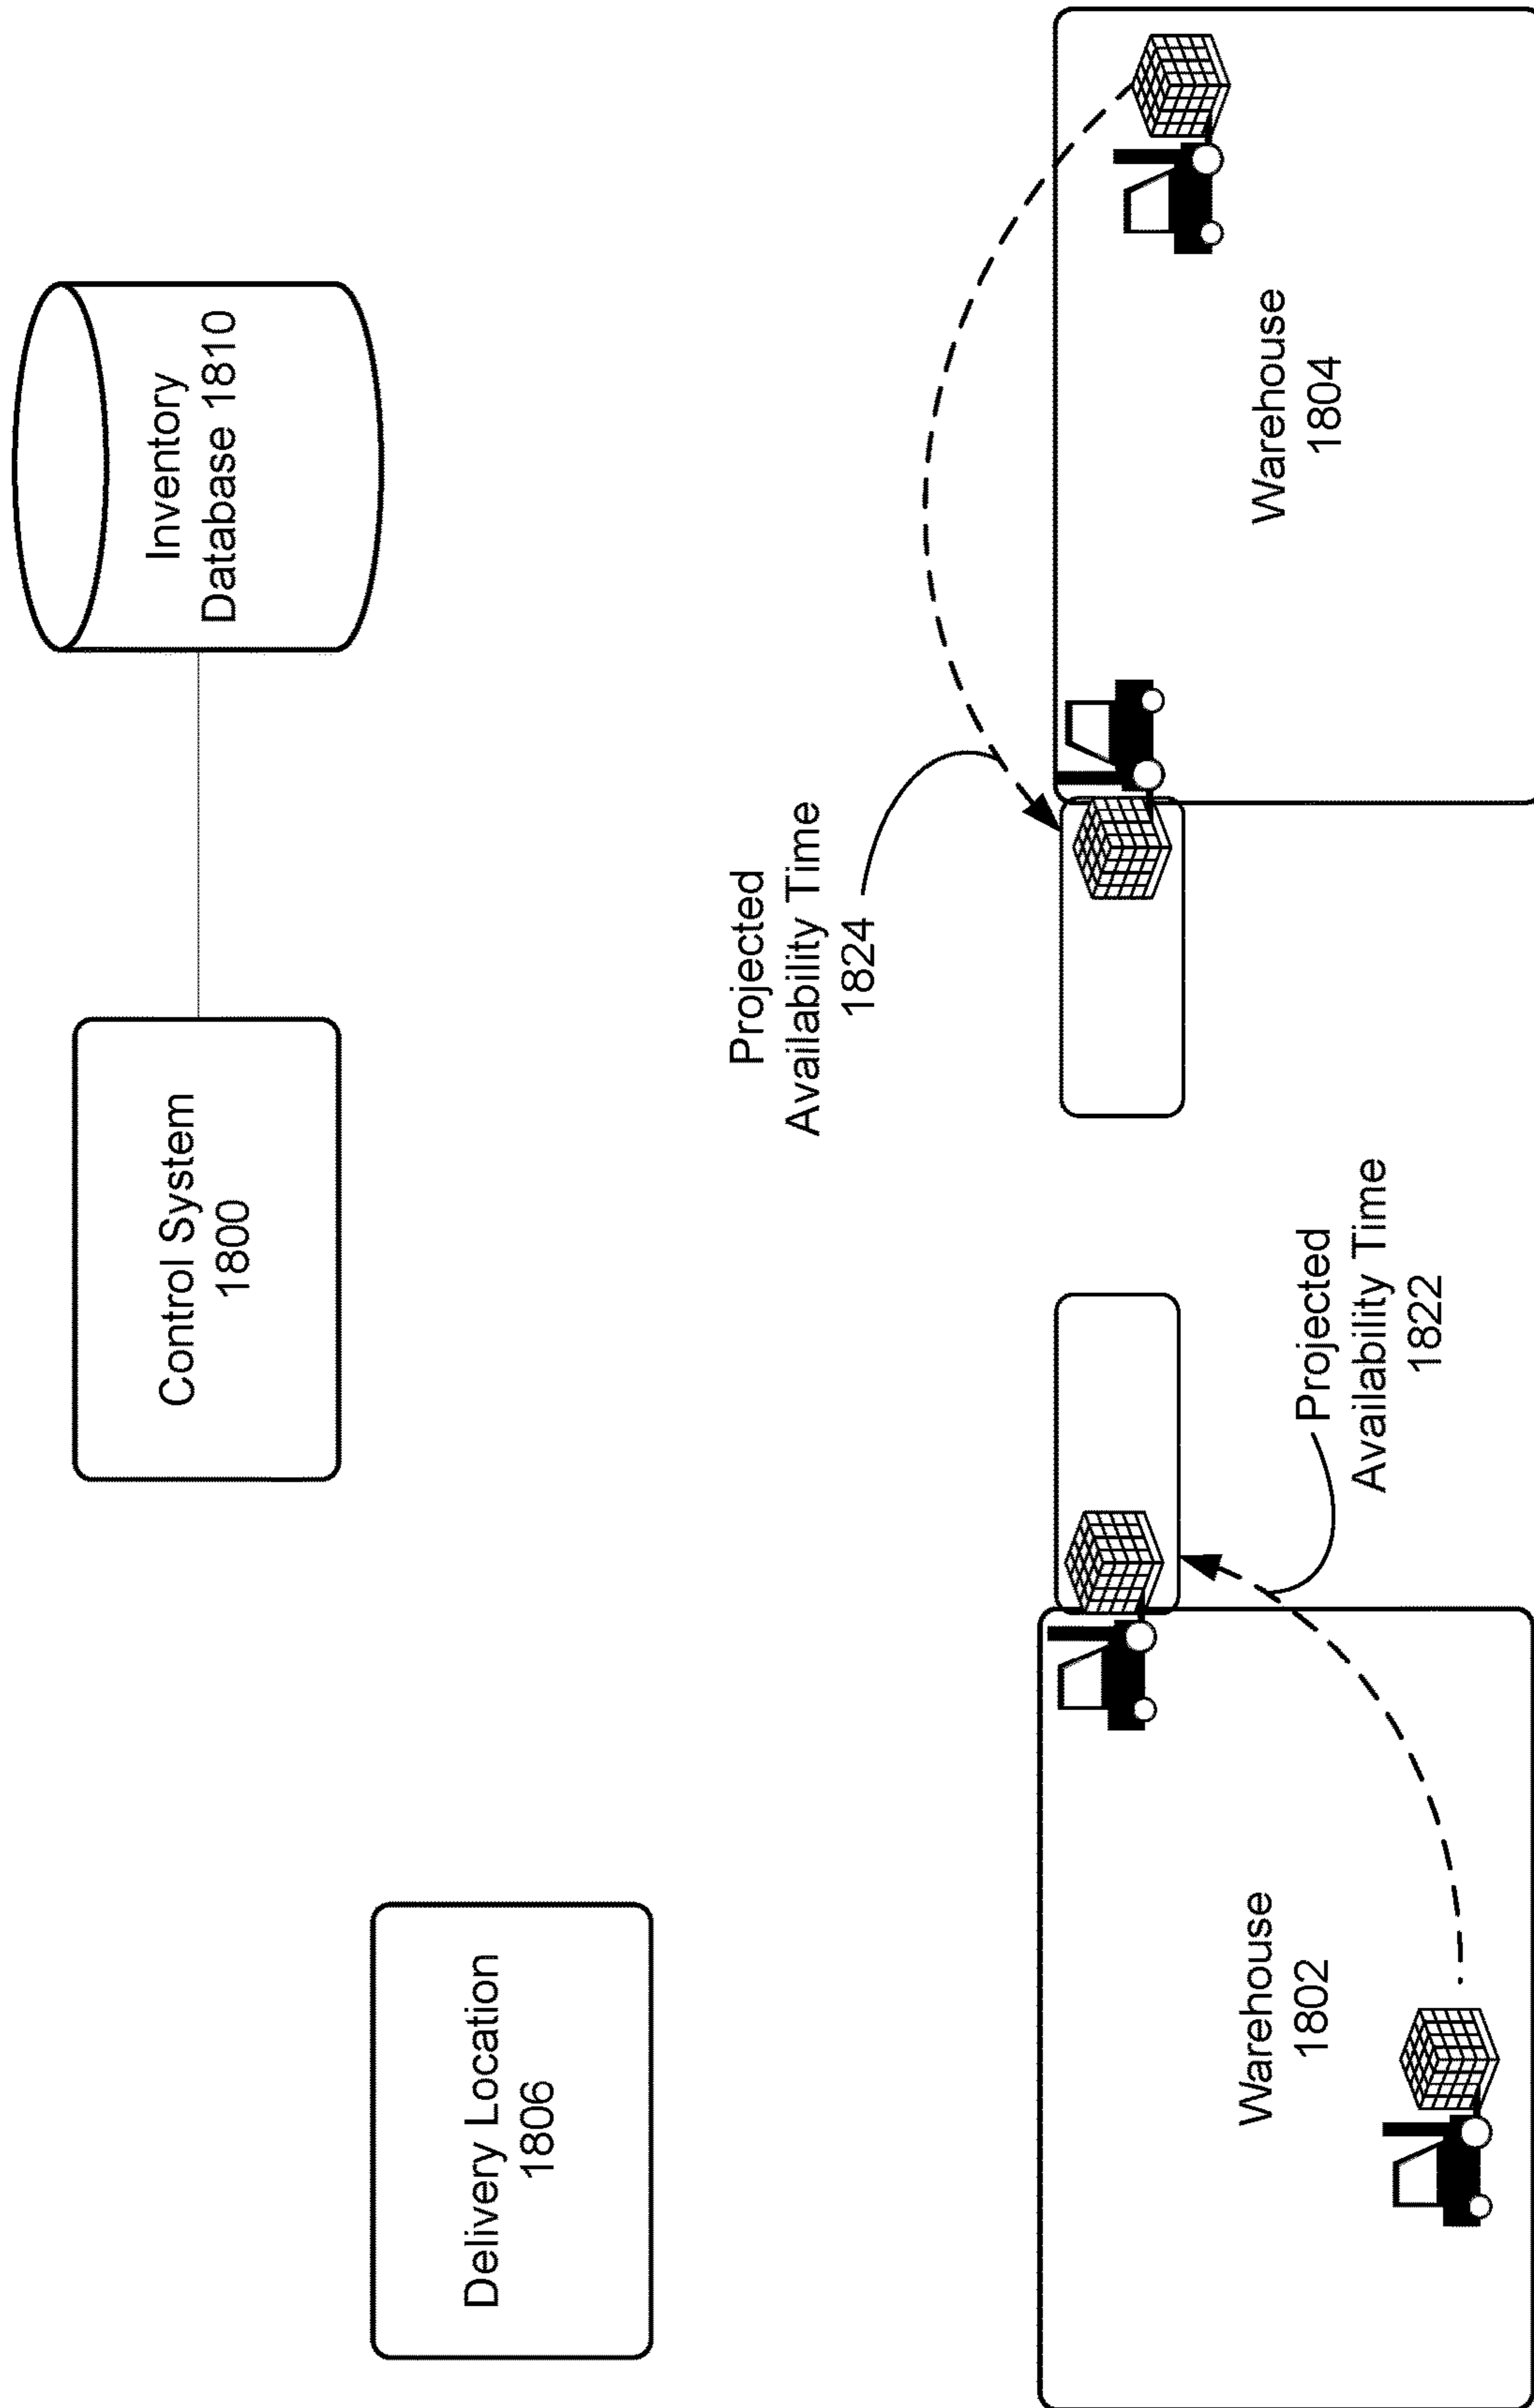 Control System
1800
Inventory
Database 1810
Delivery Location
1806
Projected
Availability Time
1824
Warehouse
1802
Projected
Availability Time
1822
Warehouse
1804